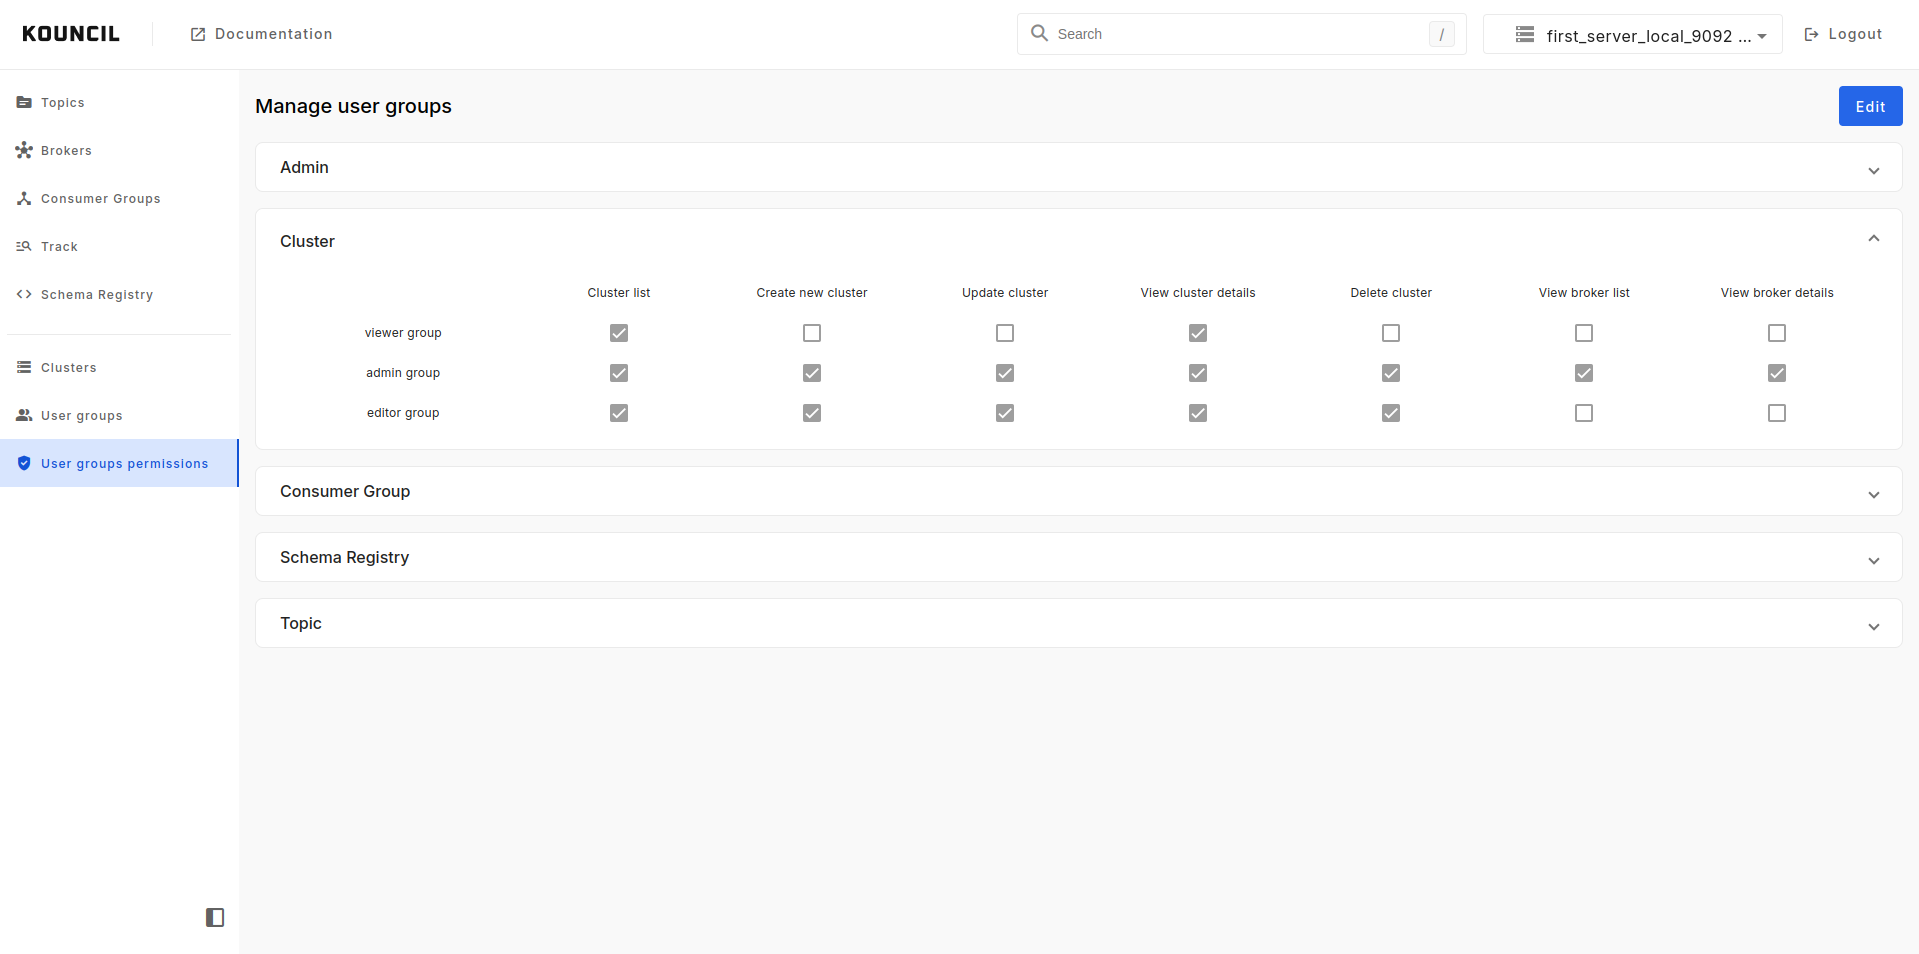 KOUNCIL
Documentation
Search
/
first_server_local_9092 ...
Logout
Topics
Brokers
Consumer Groups
Track
Schema Registry
Clusters
User groups
User groups permissions
Manage user groups
Edit
Admin
Cluster
Cluster list Create new cluster Update cluster View cluster details Delete cluster View broker list View broker details
viewer group
admin group
editor group
Consumer Group
Schema Registry
Topic